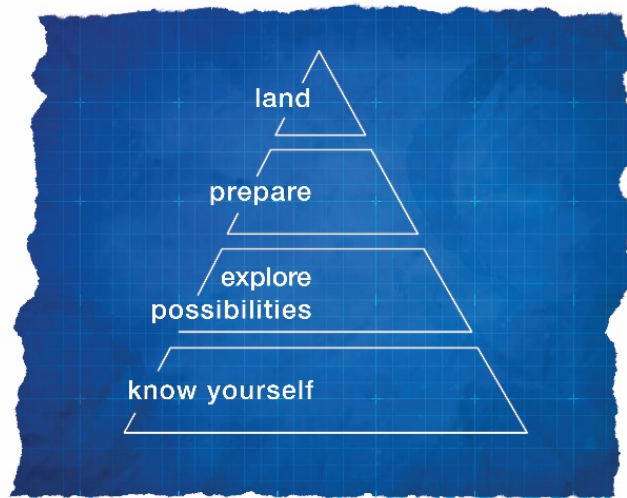 land
prepare
explore
possibilities
know yourself